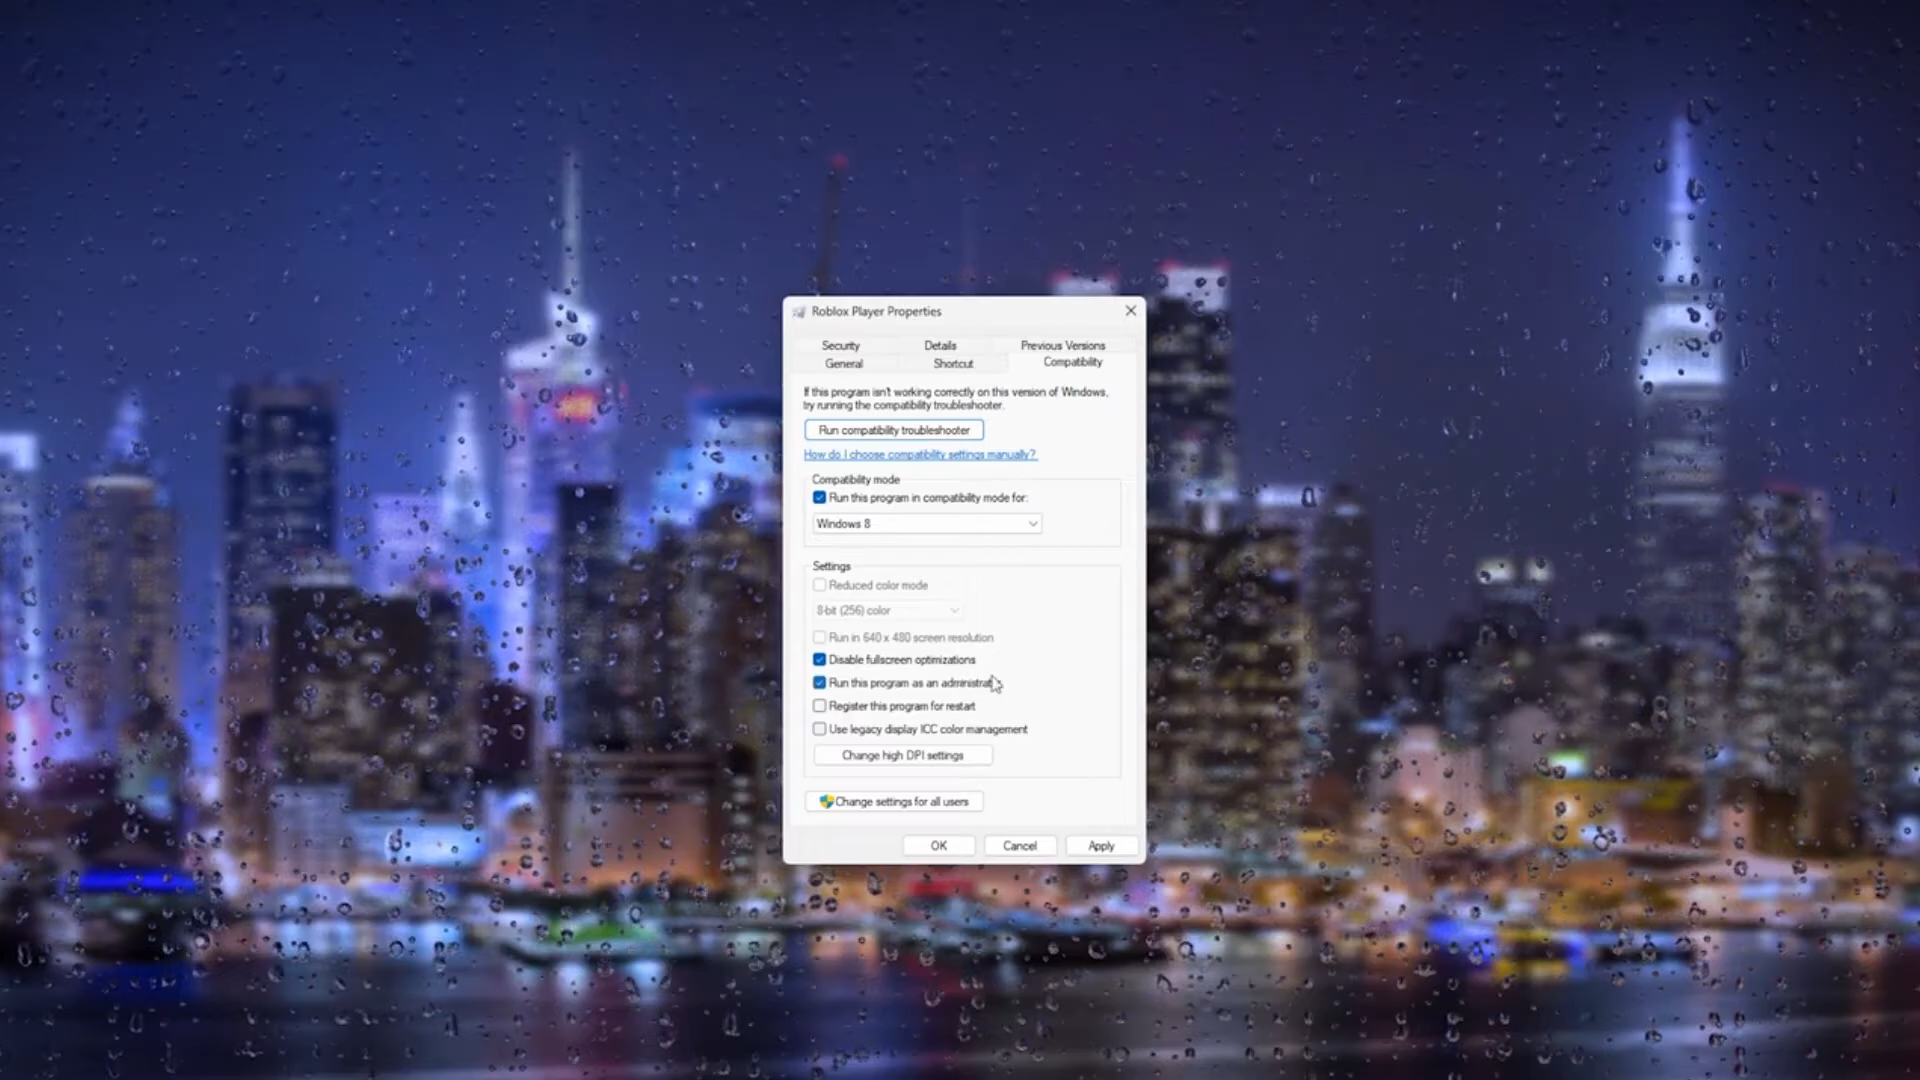 Roblox Player Properties
Security Details Previous Versions
General Shortcut Compatibility
If this program isn't working correctly on this version of Windows,
try running the compatibility troubleshooter.
Run compatibility troubleshooter
How do I choose compatibility settings manually?
Compatibility mode
Run this program in compatibility mode for:
Windows 8
Settings
Reduced color mode
8-bit (256) color
Run in 640 x 480 screen resolution
Disable fullscreen optimizations
Run this program as an administrat
Register this program for restart
Use legacy display ICC color management
Change high DPI settings
Change settings for all users
OK Cancel Apply